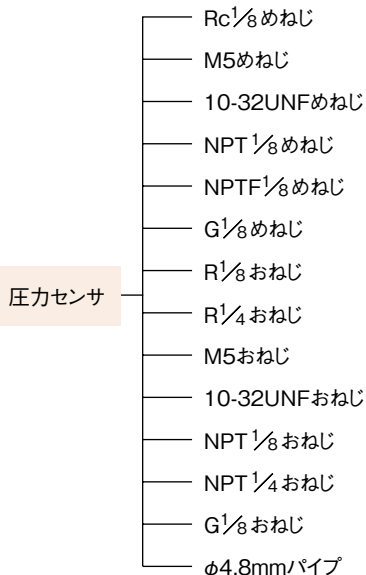 Rc1/8めねじ
M5めねじ
10-32UNFめねじ
NPT1/8めねじ
NPTF1/8めねじ
G1/8めねじ
R1/8おねじ
圧力センサ
R1/4おねじ
M5おねじ
10-32UNFおねじ
NPT1/8おねじ
NPT1/4おねじ
G1/8おねじ
φ4.8mmパイプ